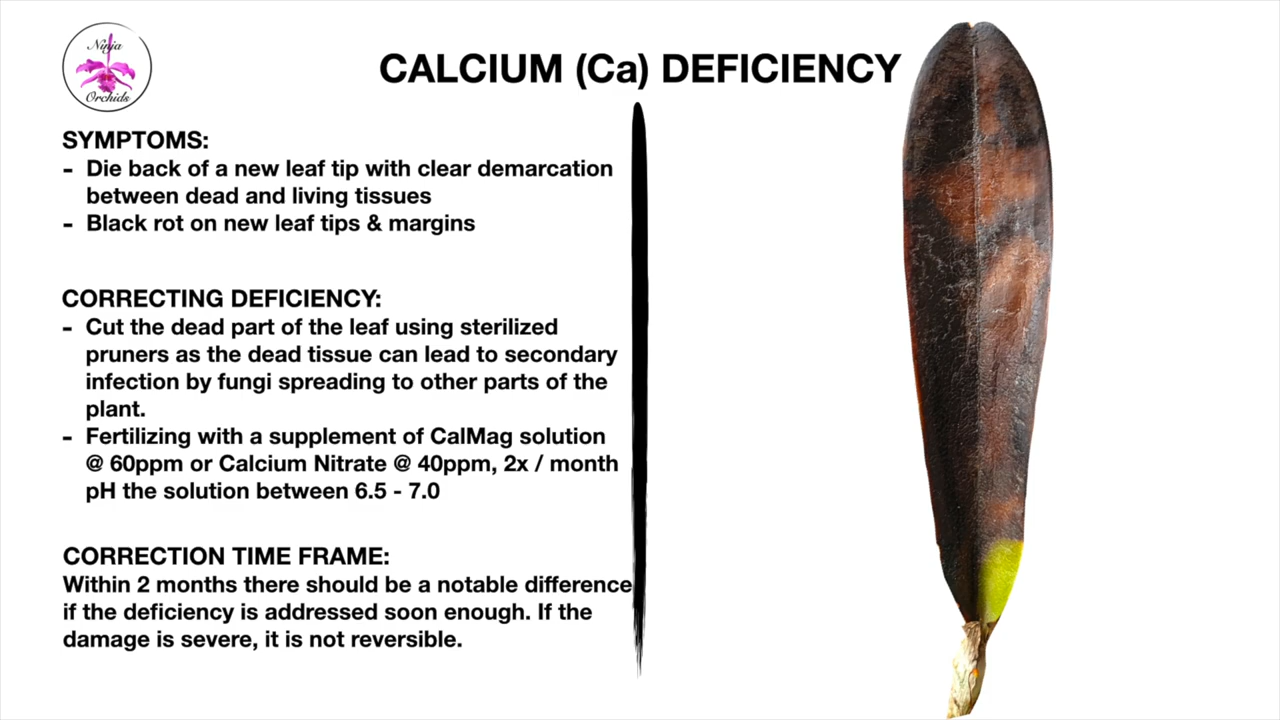 Ninja
Orchids
CALCIUM (Ca) DEFICIENCY
SYMPTOMS:
- Die back of a new leaf tip with clear demarcation
between dead and living tissues
- Black rot on new leaf tips & margins
CORRECTING DEFICIENCY:
- Cut the dead part of the leaf using sterilized
pruners as the dead tissue can lead to secondary
infection by fungi spreading to other parts of the
plant.
- Fertilizing with a supplement of CalMag solution
@ 60ppm or Calcium Nitrate @ 40ppm, 2x / month
pH the solution between 6.5 - 7.0
CORRECTION TIME FRAME:
Within 2 months there should be a notable difference
if the deficiency is addressed soon enough. If the
damage is severe, it is not reversible.